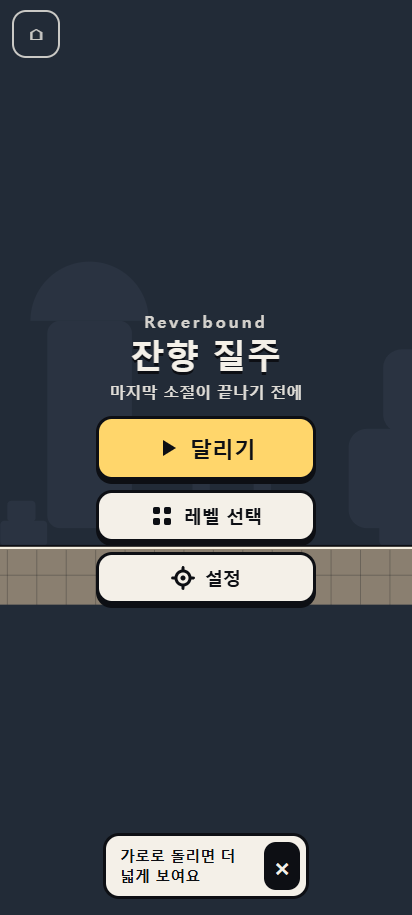 Reverbound
잔향 질주
마지막 소절이 끝나기 전에
달리기
레벨 선택
설정
가로로 돌리면 더
넓게 보여요
×